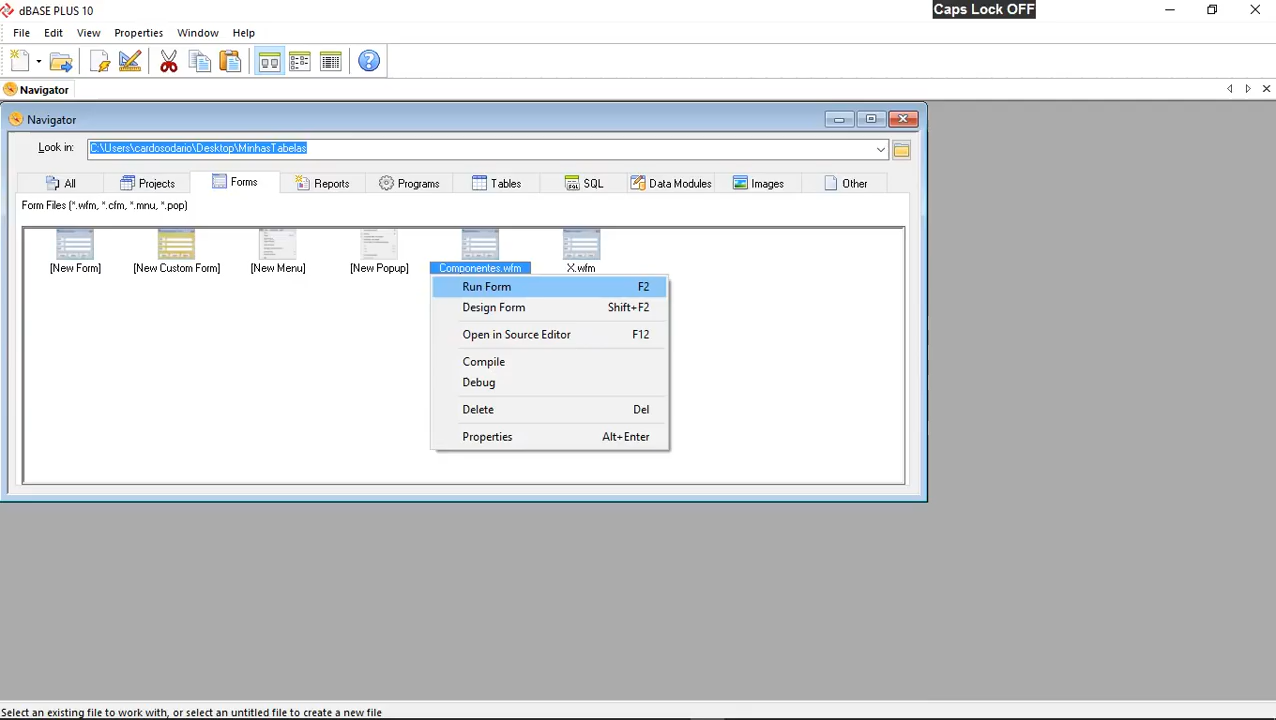 dBASE PLUS 10
Caps Lock OFF
File Edit View Properties Window Help
Navigator
Navigator
Look in: C:\Users\cardosodario\Desktop\MinhasTabelas
All Projects Forms Reports Programs Tables SQL Data Modules Images Other
Form Files (*.wfm, *.cfm, *.mnu, *.pop)
[New Form] [New Custom Form] [New Menu] [New Popup] Componentes.wfm X.wfm
Run Form F2
Design Form Shift+F2
Open in Source Editor F12
Compile
Debug
Delete Del
Properties Alt+Enter
Select an existing file to work with, or select an untitled file to create a new file